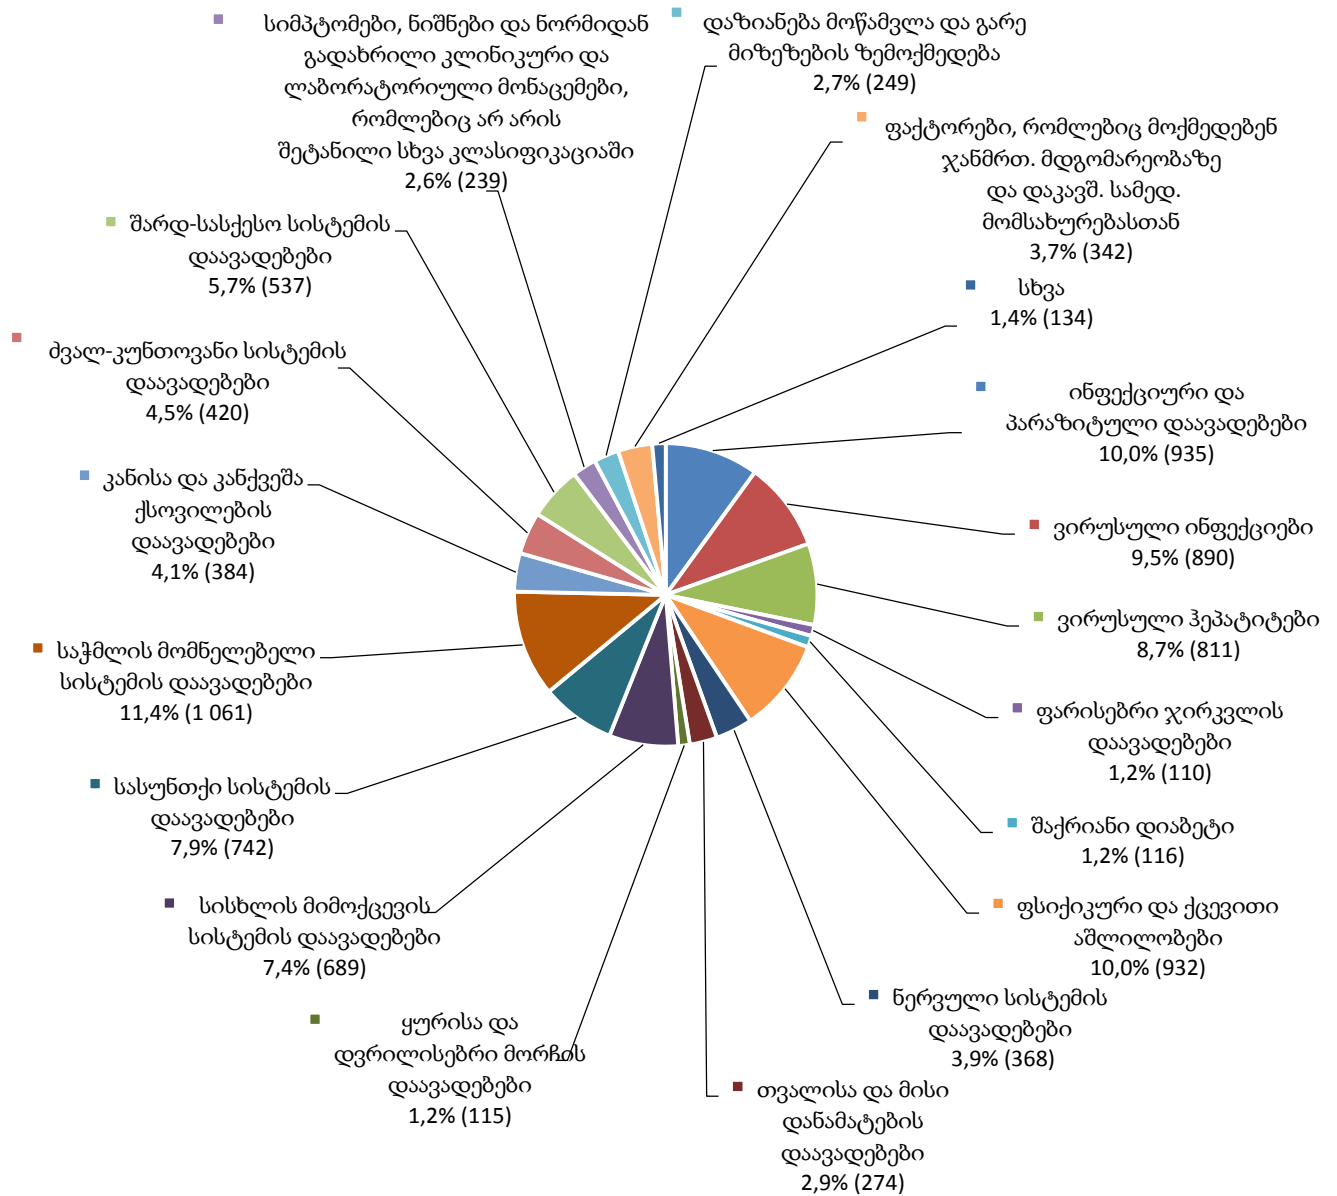 სიმპტომები, ნიშნები და ნორმიდან
გადახრილი კლინიკური და
ლაბორატორიული მონაცემები,
რომლებიც არ არის
შეტანილი სხვა კლასიფიკაციაში
2,6% (239)
დაზიანება მოწამვლა და გარე
მიზეზების ზემოქმედება
2,7% (249)
ფაქტორები, რომლებიც მოქმედებენ
ჯანმრთ. მდგომარეობაზე
და დაკავშ. სამედ.
მომსახურებასთან
3,7% (342)
სხვა
1,4% (134)
ინფექციური და
პარაზიტული დაავადებები
10,0% (935)
ვირუსული ინფექციები
9,5% (890)
ვირუსული ჰეპატიტები
8,7% (811)
ფარისებრი ჯირკვლის
დაავადებები
1,2% (110)
შაქრიანი დიაბეტი
1,2% (116)
ფსიქიკური და ქცევითი
აშლილობები
10,0% (932)
ნერვული სისტემის
დაავადებები
3,9% (368)
თვალისა და მისი
დანამატების
დაავადებები
2,9% (274)
ყურისა და
დვრილისებრი მორჩის
დაავადებები
1,2% (115)
სისხლის მიმოქცევის
სისტემის დაავადებები
7,4% (689)
სასუნთქი სისტემის
დაავადებები
7,9% (742)
საჭმლის მომნელებელი
სისტემის დაავადებები
11,4% (1 061)
კანისა და კანქვეშა
ქსოვილების
დაავადებები
4,1% (384)
ძვალ-კუნთოვანი სისტემის
დაავადებები
4,5% (420)
შარდ-სასქესო სისტემის
დაავადებები
5,7% (537)